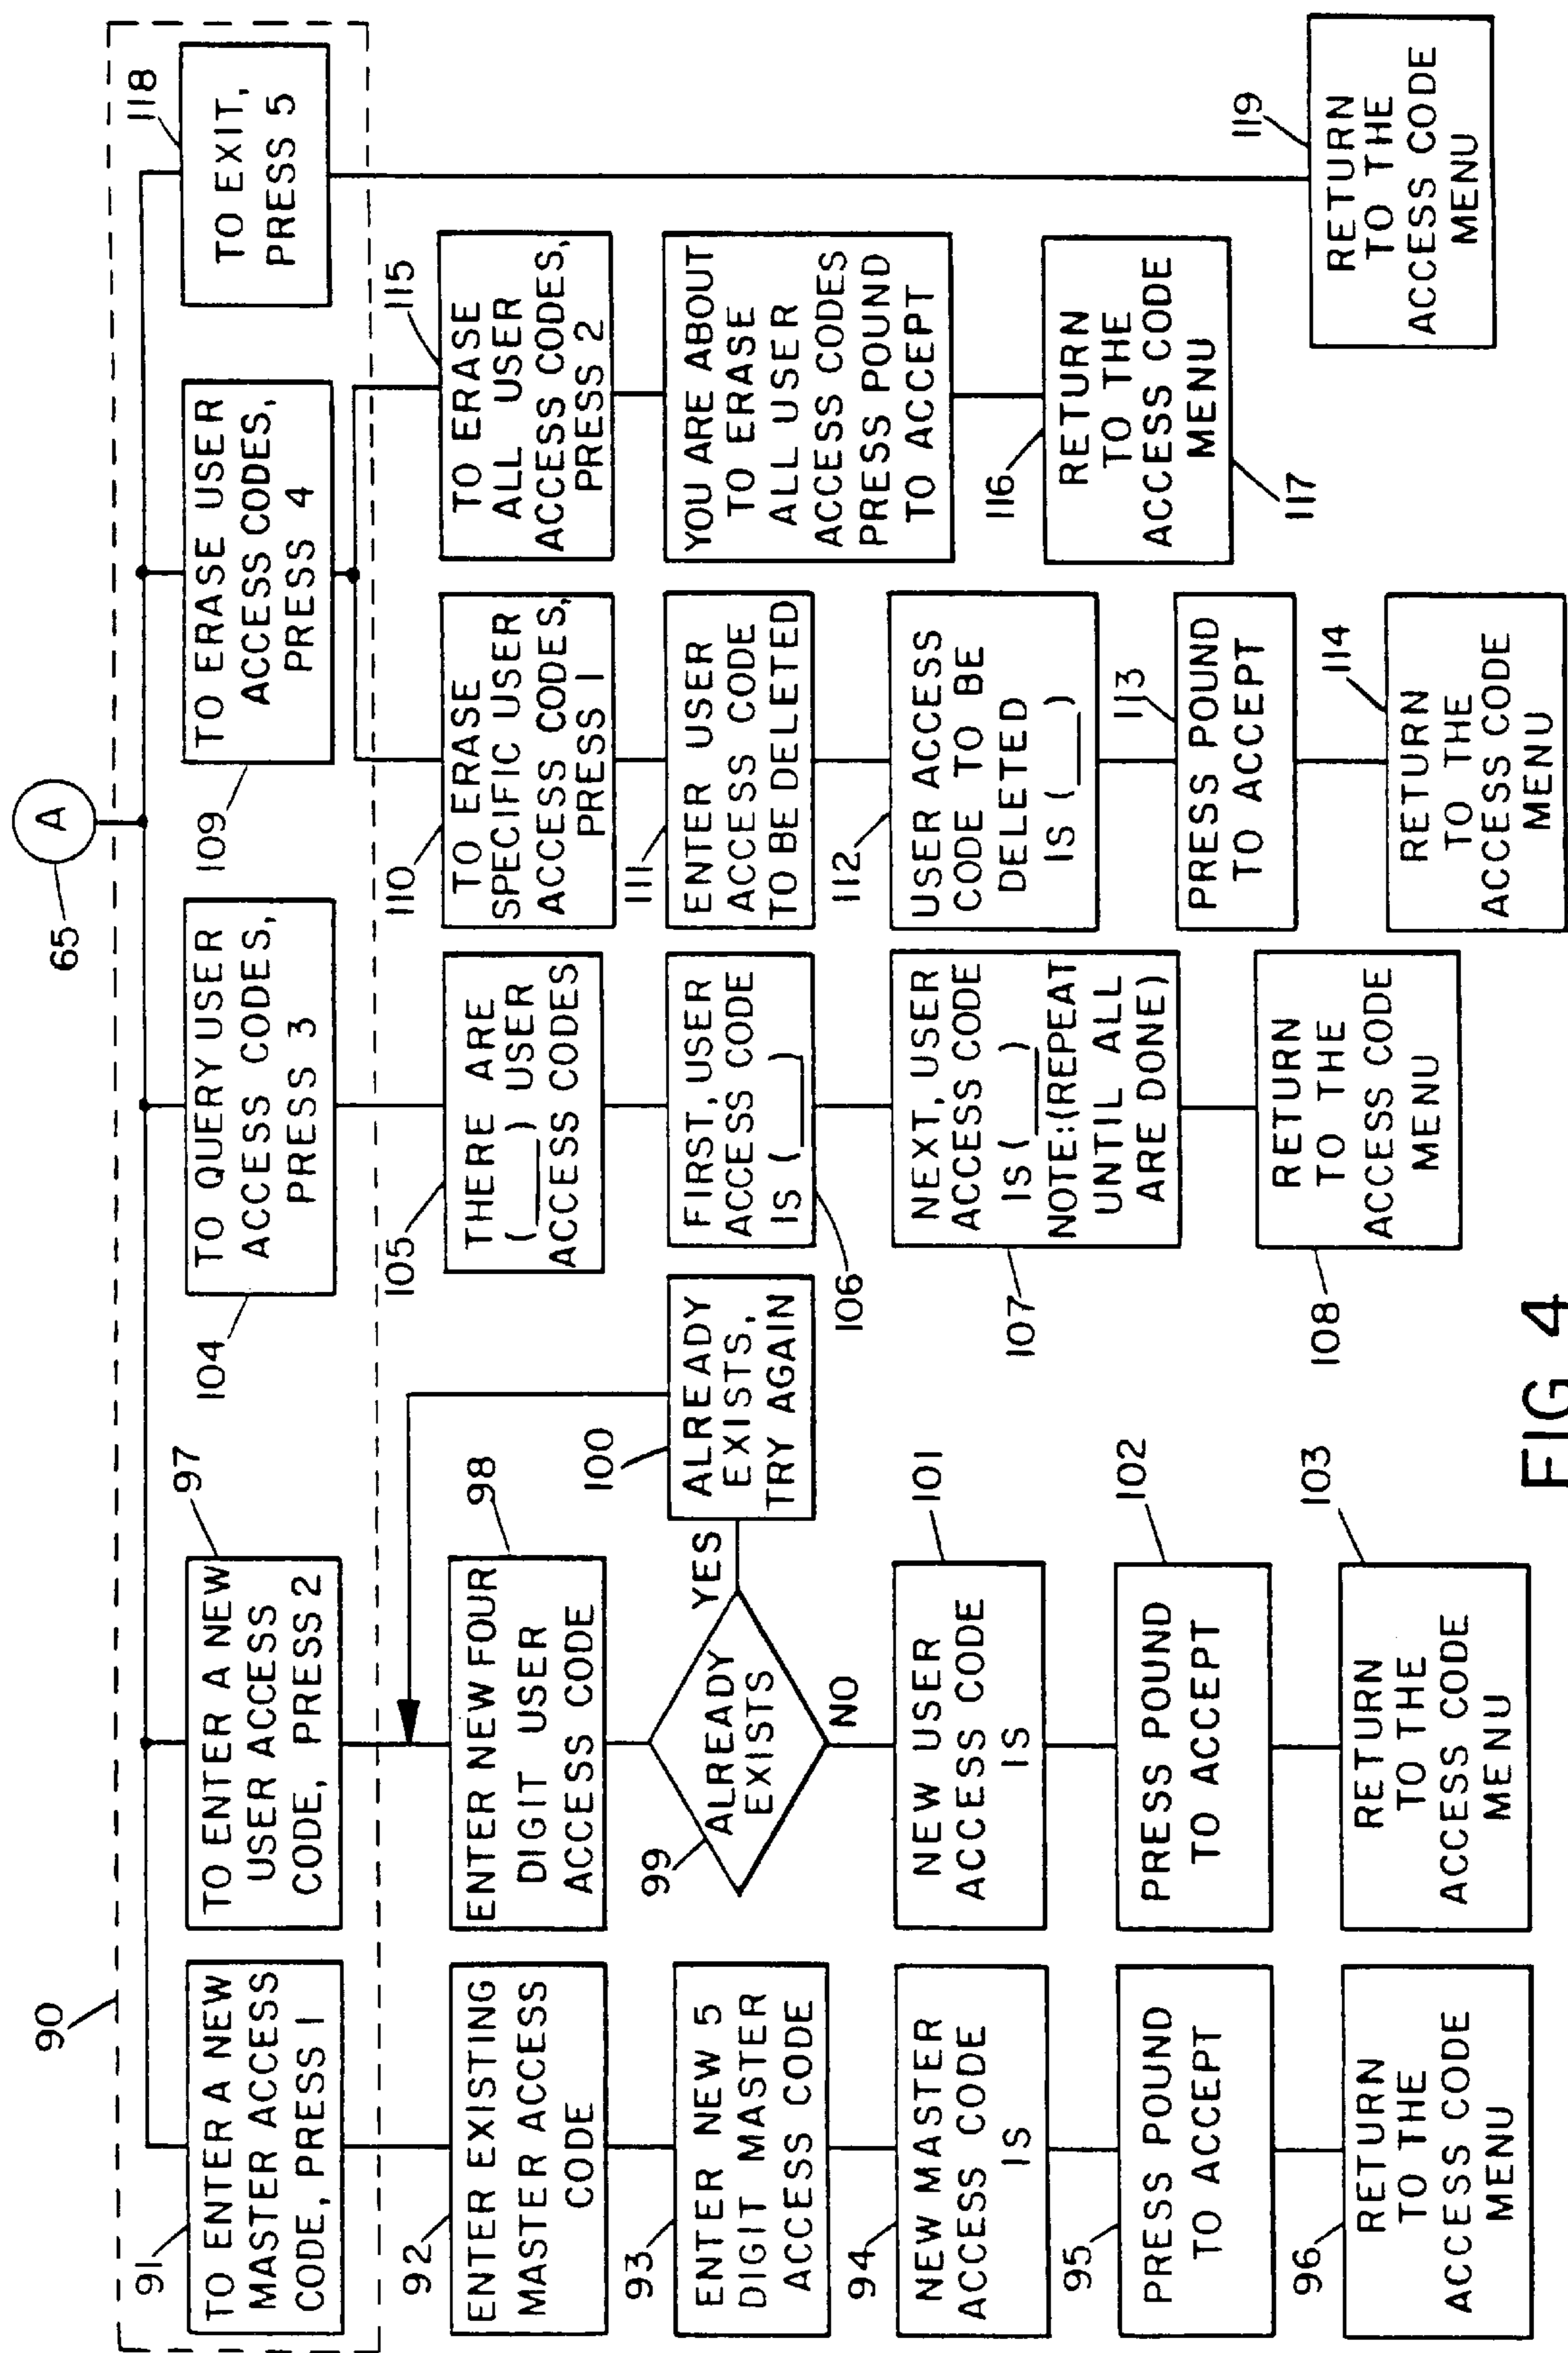 A
65
90
91
TO ENTER A NEW
MASTER ACCESS
CODE, PRESS 1
92
ENTER EXISTING
MASTER ACCESS
CODE
93
ENTER NEW 5
DIGIT MASTER
ACCESS CODE
94
NEW MASTER
ACCESS CODE
IS
95
PRESS POUND
TO ACCEPT
96
RETURN
TO THE
ACCESS CODE
MENU
97
TO ENTER A NEW
USER ACCESS
CODE, PRESS 2
98
ENTER NEW FOUR
DIGIT USER
ACCESS CODE
99
ALREADY
EXISTS
YES
NO
100
ALREADY
EXISTS,
TRY AGAIN
101
NEW USER
ACCESS CODE
IS
102
PRESS POUND
TO ACCEPT
103
RETURN
TO THE
ACCESS CODE
MENU
104
TO QUERY USER
ACCESS CODES,
PRESS 3
105
THERE ARE
(___) USER
ACCESS CODES
106
FIRST, USER
ACCESS CODE
IS (___)
107
NEXT, USER
ACCESS CODE
IS (___)
NOTE:(REPEAT
UNTIL ALL
ARE DONE)
108
RETURN
TO THE
ACCESS CODE
MENU
109
TO ERASE USER
ACCESS CODES,
PRESS 4
110
TO ERASE
SPECIFIC USER
ACCESS CODES,
PRESS 1
111
ENTER USER
ACCESS CODE
TO BE DELETED
112
USER ACCESS
CODE TO BE
DELETED
IS (__)
113
PRESS POUND
TO ACCEPT
114
RETURN
TO THE
ACCESS CODE
MENU
115
TO ERASE
ALL USER
ACCESS CODES,
PRESS 2
YOU ARE ABOUT
TO ERASE
ALL USER
ACCESS CODES
PRESS POUND
TO ACCEPT
116
RETURN
TO THE
ACCESS CODE
MENU
117
118
TO EXIT,
PRESS 5
119
RETURN
TO THE
ACCESS CODE
MENU
FIG 4